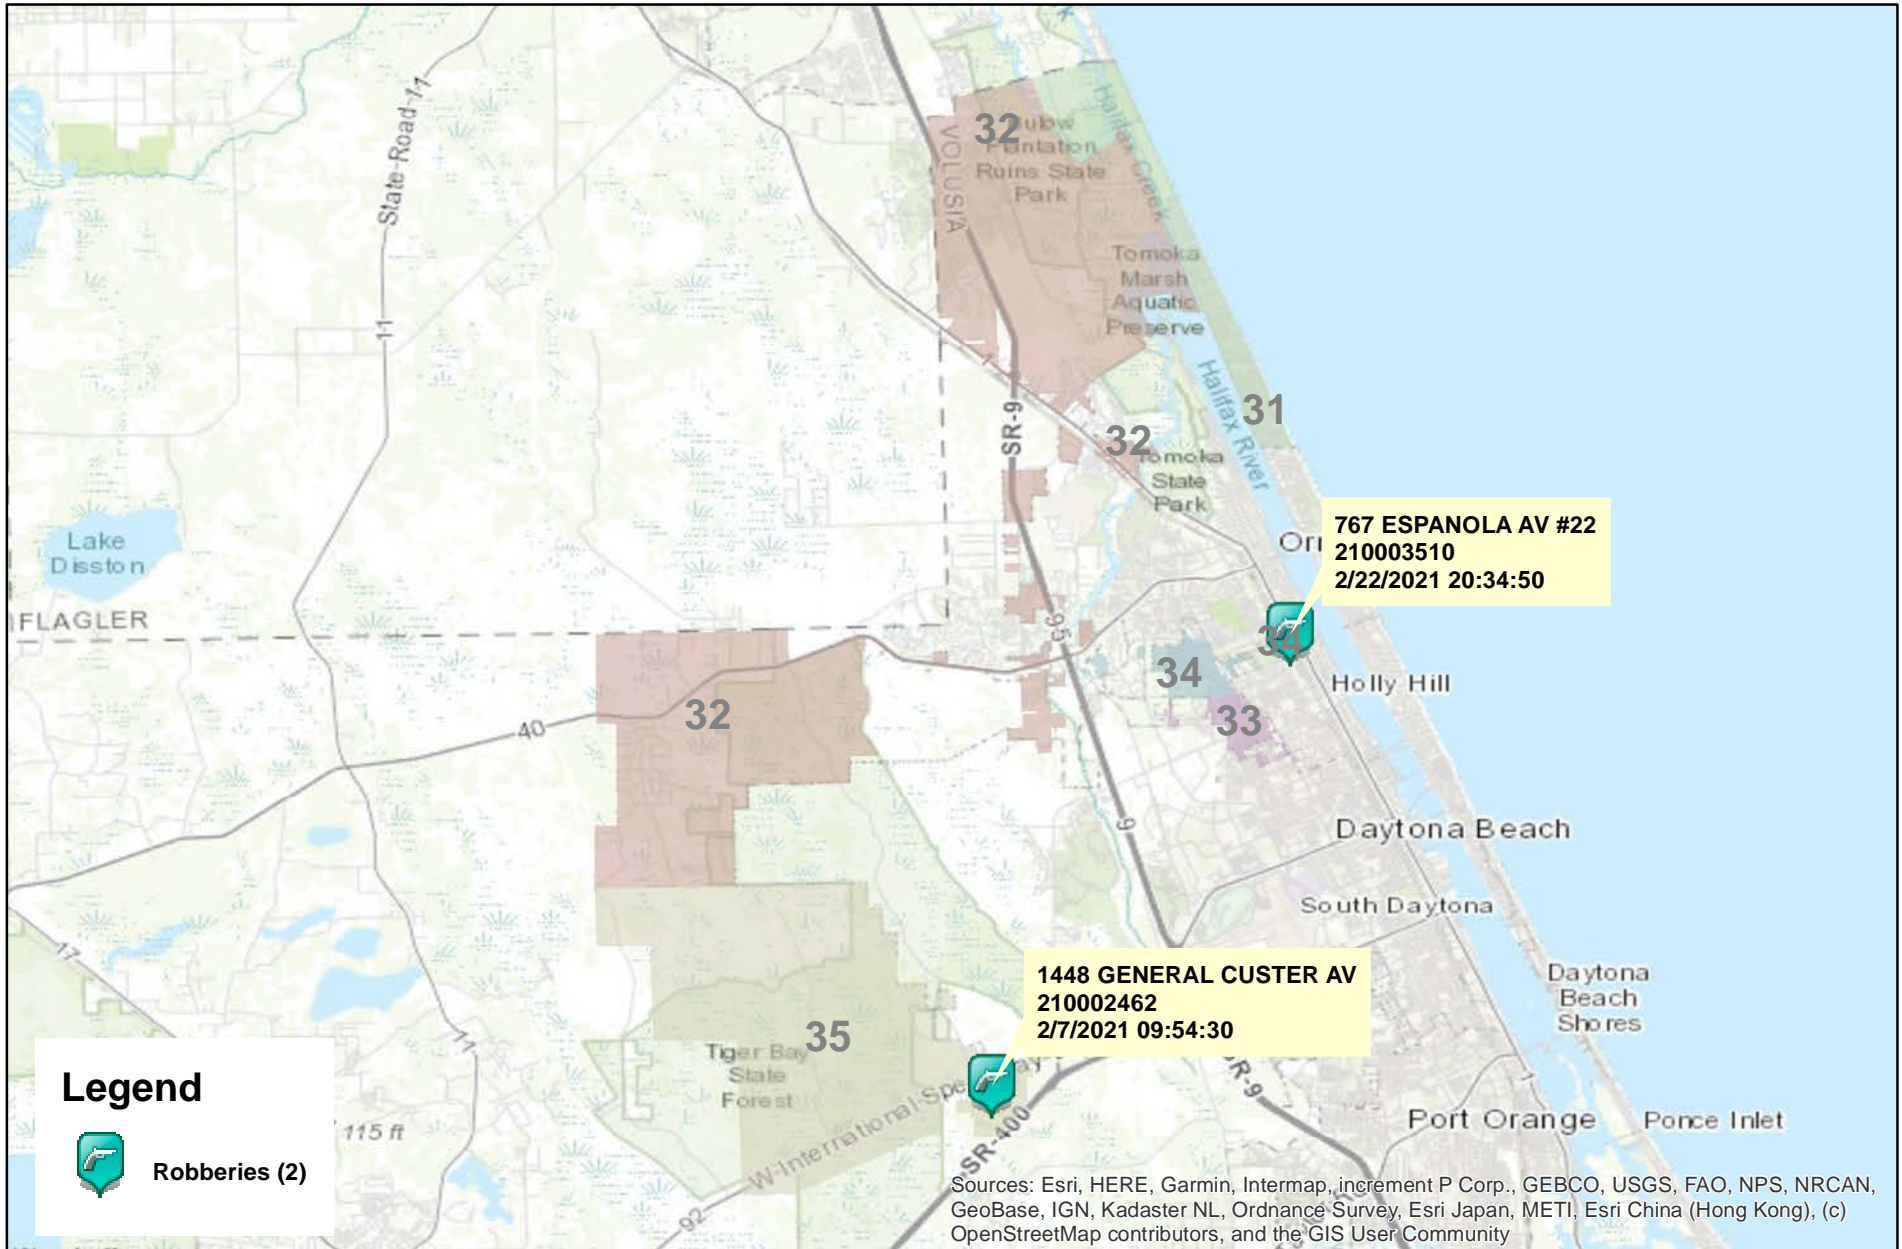 State-Road-11
32
Bulow
Plantation
Ruins State
Park
VOLUSIA
Halifax Creek
Tomoka
Marsh
Aquatic
Preserve
11
1
Halifax River
31
SR-9
32
Tomoka
State
Park
Lake
Disston
767 ESPANOLA AV #22
210003510
2/22/2021 20:34:50
FLAGLER
95
34
34
Holly Hill
32
33
40
9
Daytona Beach
South Daytona
17
1448 GENERAL CUSTER AV
210002462
2/7/2021 09:54:30
Daytona
Beach
Shores
35
11
Tiger Bay
State
Forest
SR-9
1
Legend
115 ft
Port Orange
Ponce Inlet
Robberies (2)
SR-400
92
Sources: Esri, HERE, Garmin, Intermap, increment P Corp., GEBCO, USGS, FAO, NPS, NRCAN,
GeoBase, IGN, Kadaster NL, Ordnance Survey, Esri Japan, METI, Esri China (Hong Kong), (c)
OpenStreetMap contributors, and the GIS User Community